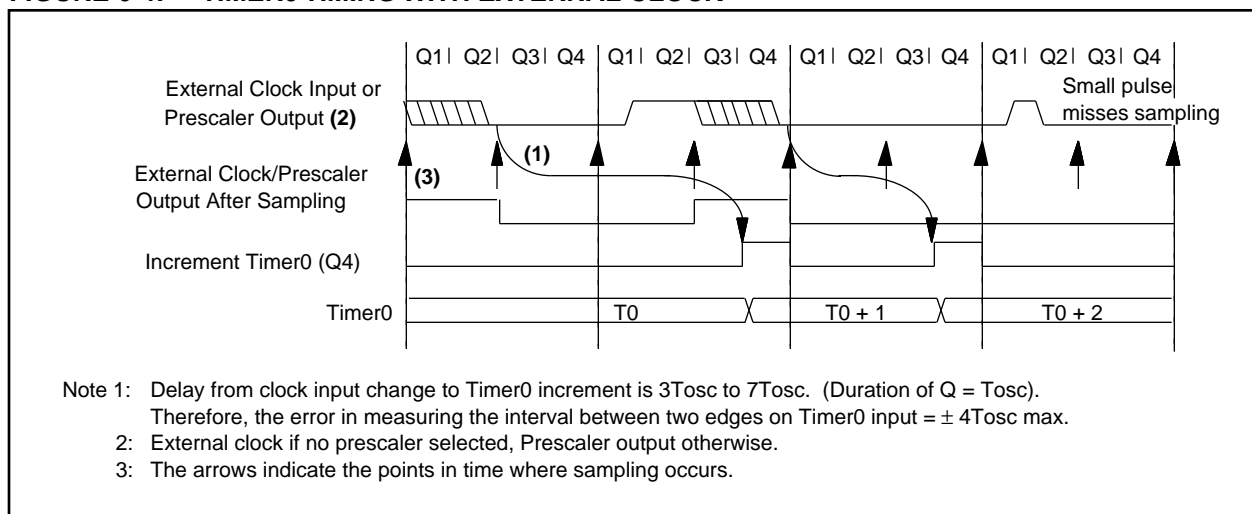 Q1 Q2 Q3 Q4 Q1 Q2 Q3 Q4 Q1 Q2 Q3 Q4 Q1 Q2 Q3 Q4
External Clock Input or
Prescaler Output (2)
Small pulse
misses sampling
(1)
(3)
External Clock/Prescaler
Output After Sampling
Increment Timer0 (Q4)
Timer0
T0
T0 + 1
T0 + 2
Note 1: Delay from clock input change to Timer0 increment is 3Tosc to 7Tosc. (Duration of Q = Tosc).
Therefore, the error in measuring the interval between two edges on Timer0 input = ± 4Tosc max.
2: External clock if no prescaler selected, Prescaler output otherwise.
3: The arrows indicate the points in time where sampling occurs.